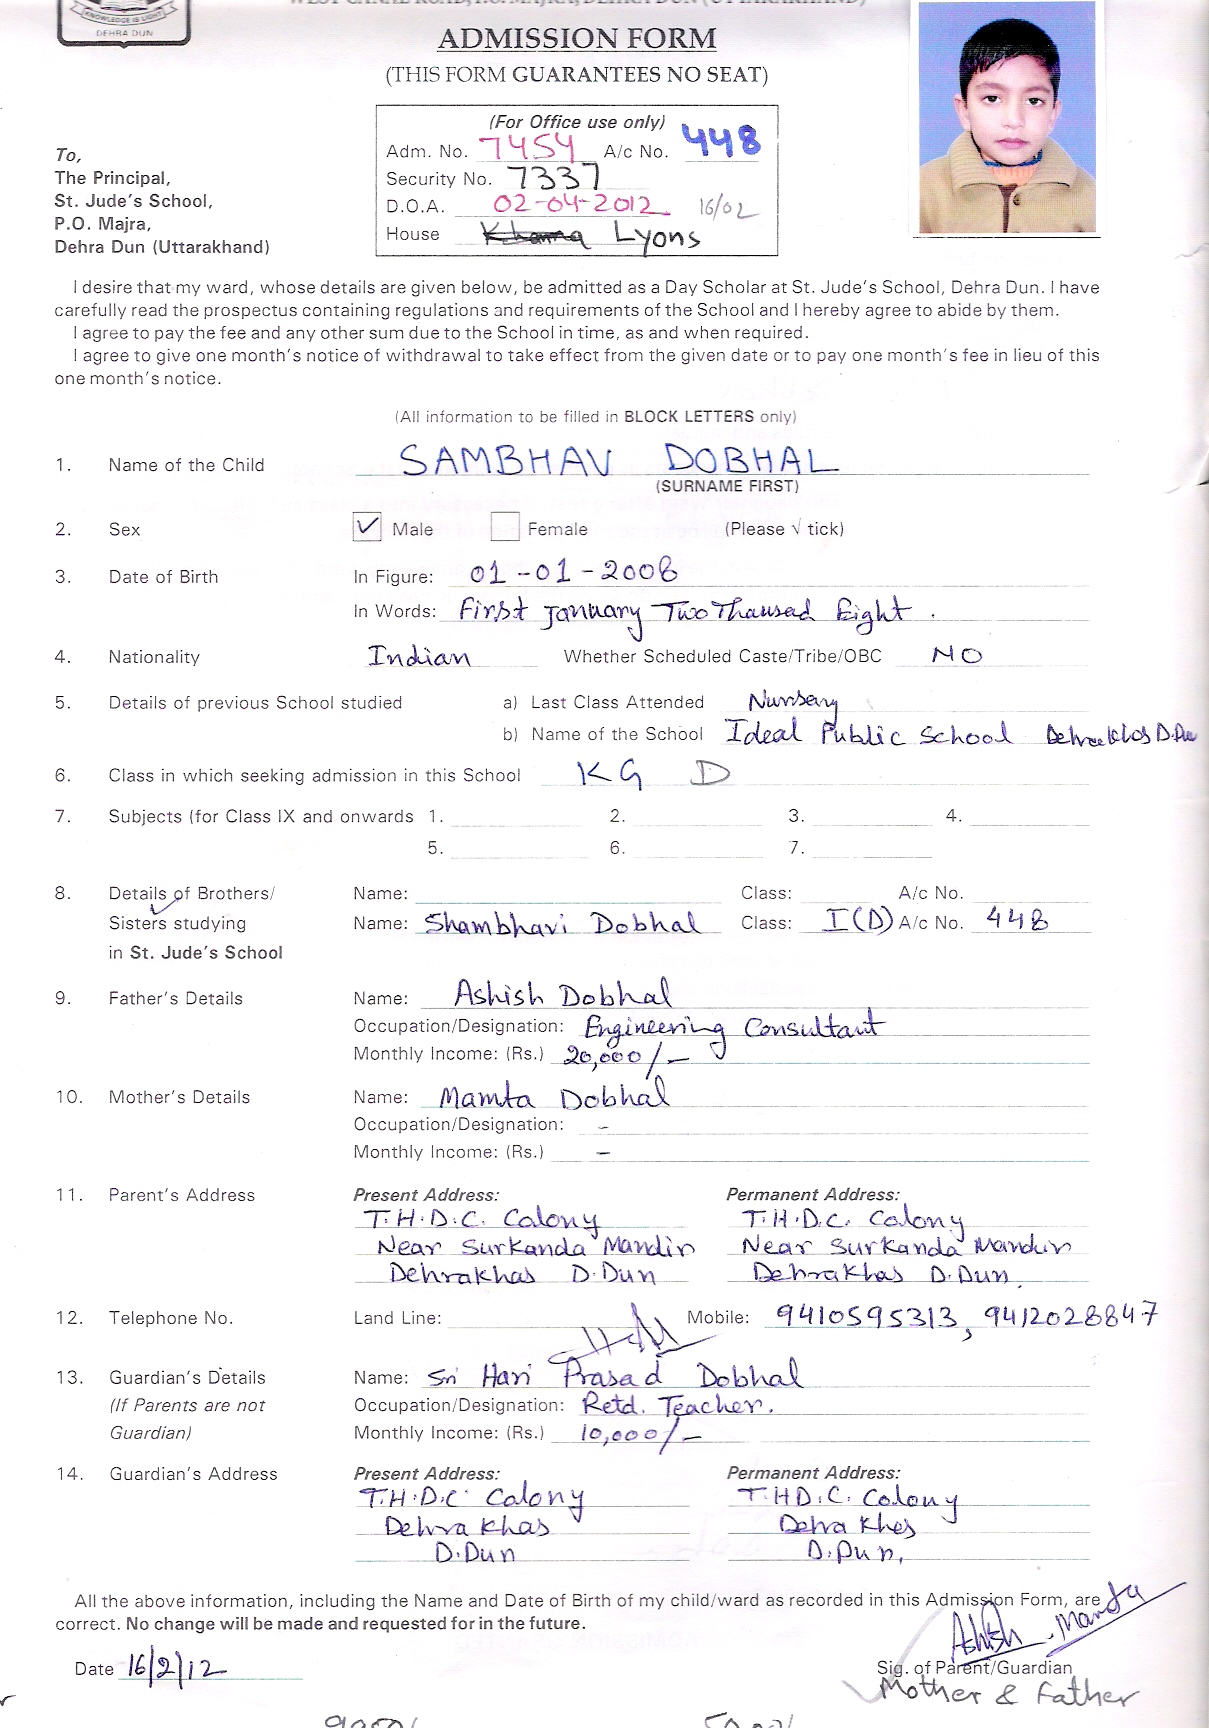 KNOWLEDGE IS LIGHT
DEHRA DUN
ADMISSION FORM
(THIS FORM GUARANTEES NO SEAT)
(For Office use only)
Adm. No. 7454 A/c No. 448
Security No. 7337
D.O.A. 02-04-2012 16/02
House Khanna Lyons
To,
The Principal,
St. Jude's School,
P.O. Majra,
Dehra Dun (Uttarakhand)
I desire that my ward, whose details are given below, be admitted as a Day Scholar at St. Jude's School, Dehra Dun. I have
carefully read the prospectus containing regulations and requirements of the School and I hereby agree to abide by them.
I agree to pay the fee and any other sum due to the School in time, as and when required.
I agree to give one month's notice of withdrawal to take effect from the given date or to pay one month's fee in lieu of this
one month's notice.
(All information to be filled in BLOCK LETTERS only)
1. Name of the Child SAMBHAV DOBHAL
(SURNAME FIRST)
2. Sex ✓ Male Female (Please √ tick)
3. Date of Birth In Figure: 01-01-2008
In Words: First January Two Thausad Eight.
4. Nationality Indian Whether Scheduled Caste/Tribe/OBC NO
5. Details of previous School studied a) Last Class Attended Nursery
b) Name of the School Ideal Public School Dehrakhas D.Dun
6. Class in which seeking admission in this School KG D
7. Subjects (for Class IX and onwards 1. 2. 3. 4.
5. 6. 7.
8. Details of Brothers/ Name: Class: A/c No.
Sisters studying Name: Shambhavi Dobhal Class: I(D) A/c No. 448
in St. Jude's School
9. Father's Details Name: Ashish Dobhal
Occupation/Designation: Engineering Consultant
Monthly Income: (Rs.) 20,000/-
10. Mother's Details Name: Mamta Dobhal
Occupation/Designation: -
Monthly Income: (Rs.) -
11. Parent's Address Present Address: Permanent Address:
T.H.D.C. Colony T.H.D.C. Colony
Near Surkanda Mandir Near Surkanda Mandir
Dehrakhas D.Dun Dehrakhas D.Dun.
12. Telephone No. Land Line: Mobile: 9410595313, 9412028847
13. Guardian's Details Name: Sri Hari Prasad Dobhal
(If Parents are not Occupation/Designation: Retd. Teacher.
Guardian) Monthly Income: (Rs.) 10,000/-
14. Guardian's Address Present Address: Permanent Address:
T.H.D.C. Colony T.HD.C. Colony
Dehra Khas Dehra Khas
D.Dun D.Dun,
All the above information, including the Name and Date of Birth of my child/ward as recorded in this Admission Form, are
correct. No change will be made and requested for in the future.
Ashish Mamta
Date 16/2/12 Sig. of Parent/Guardian
Mother & Father